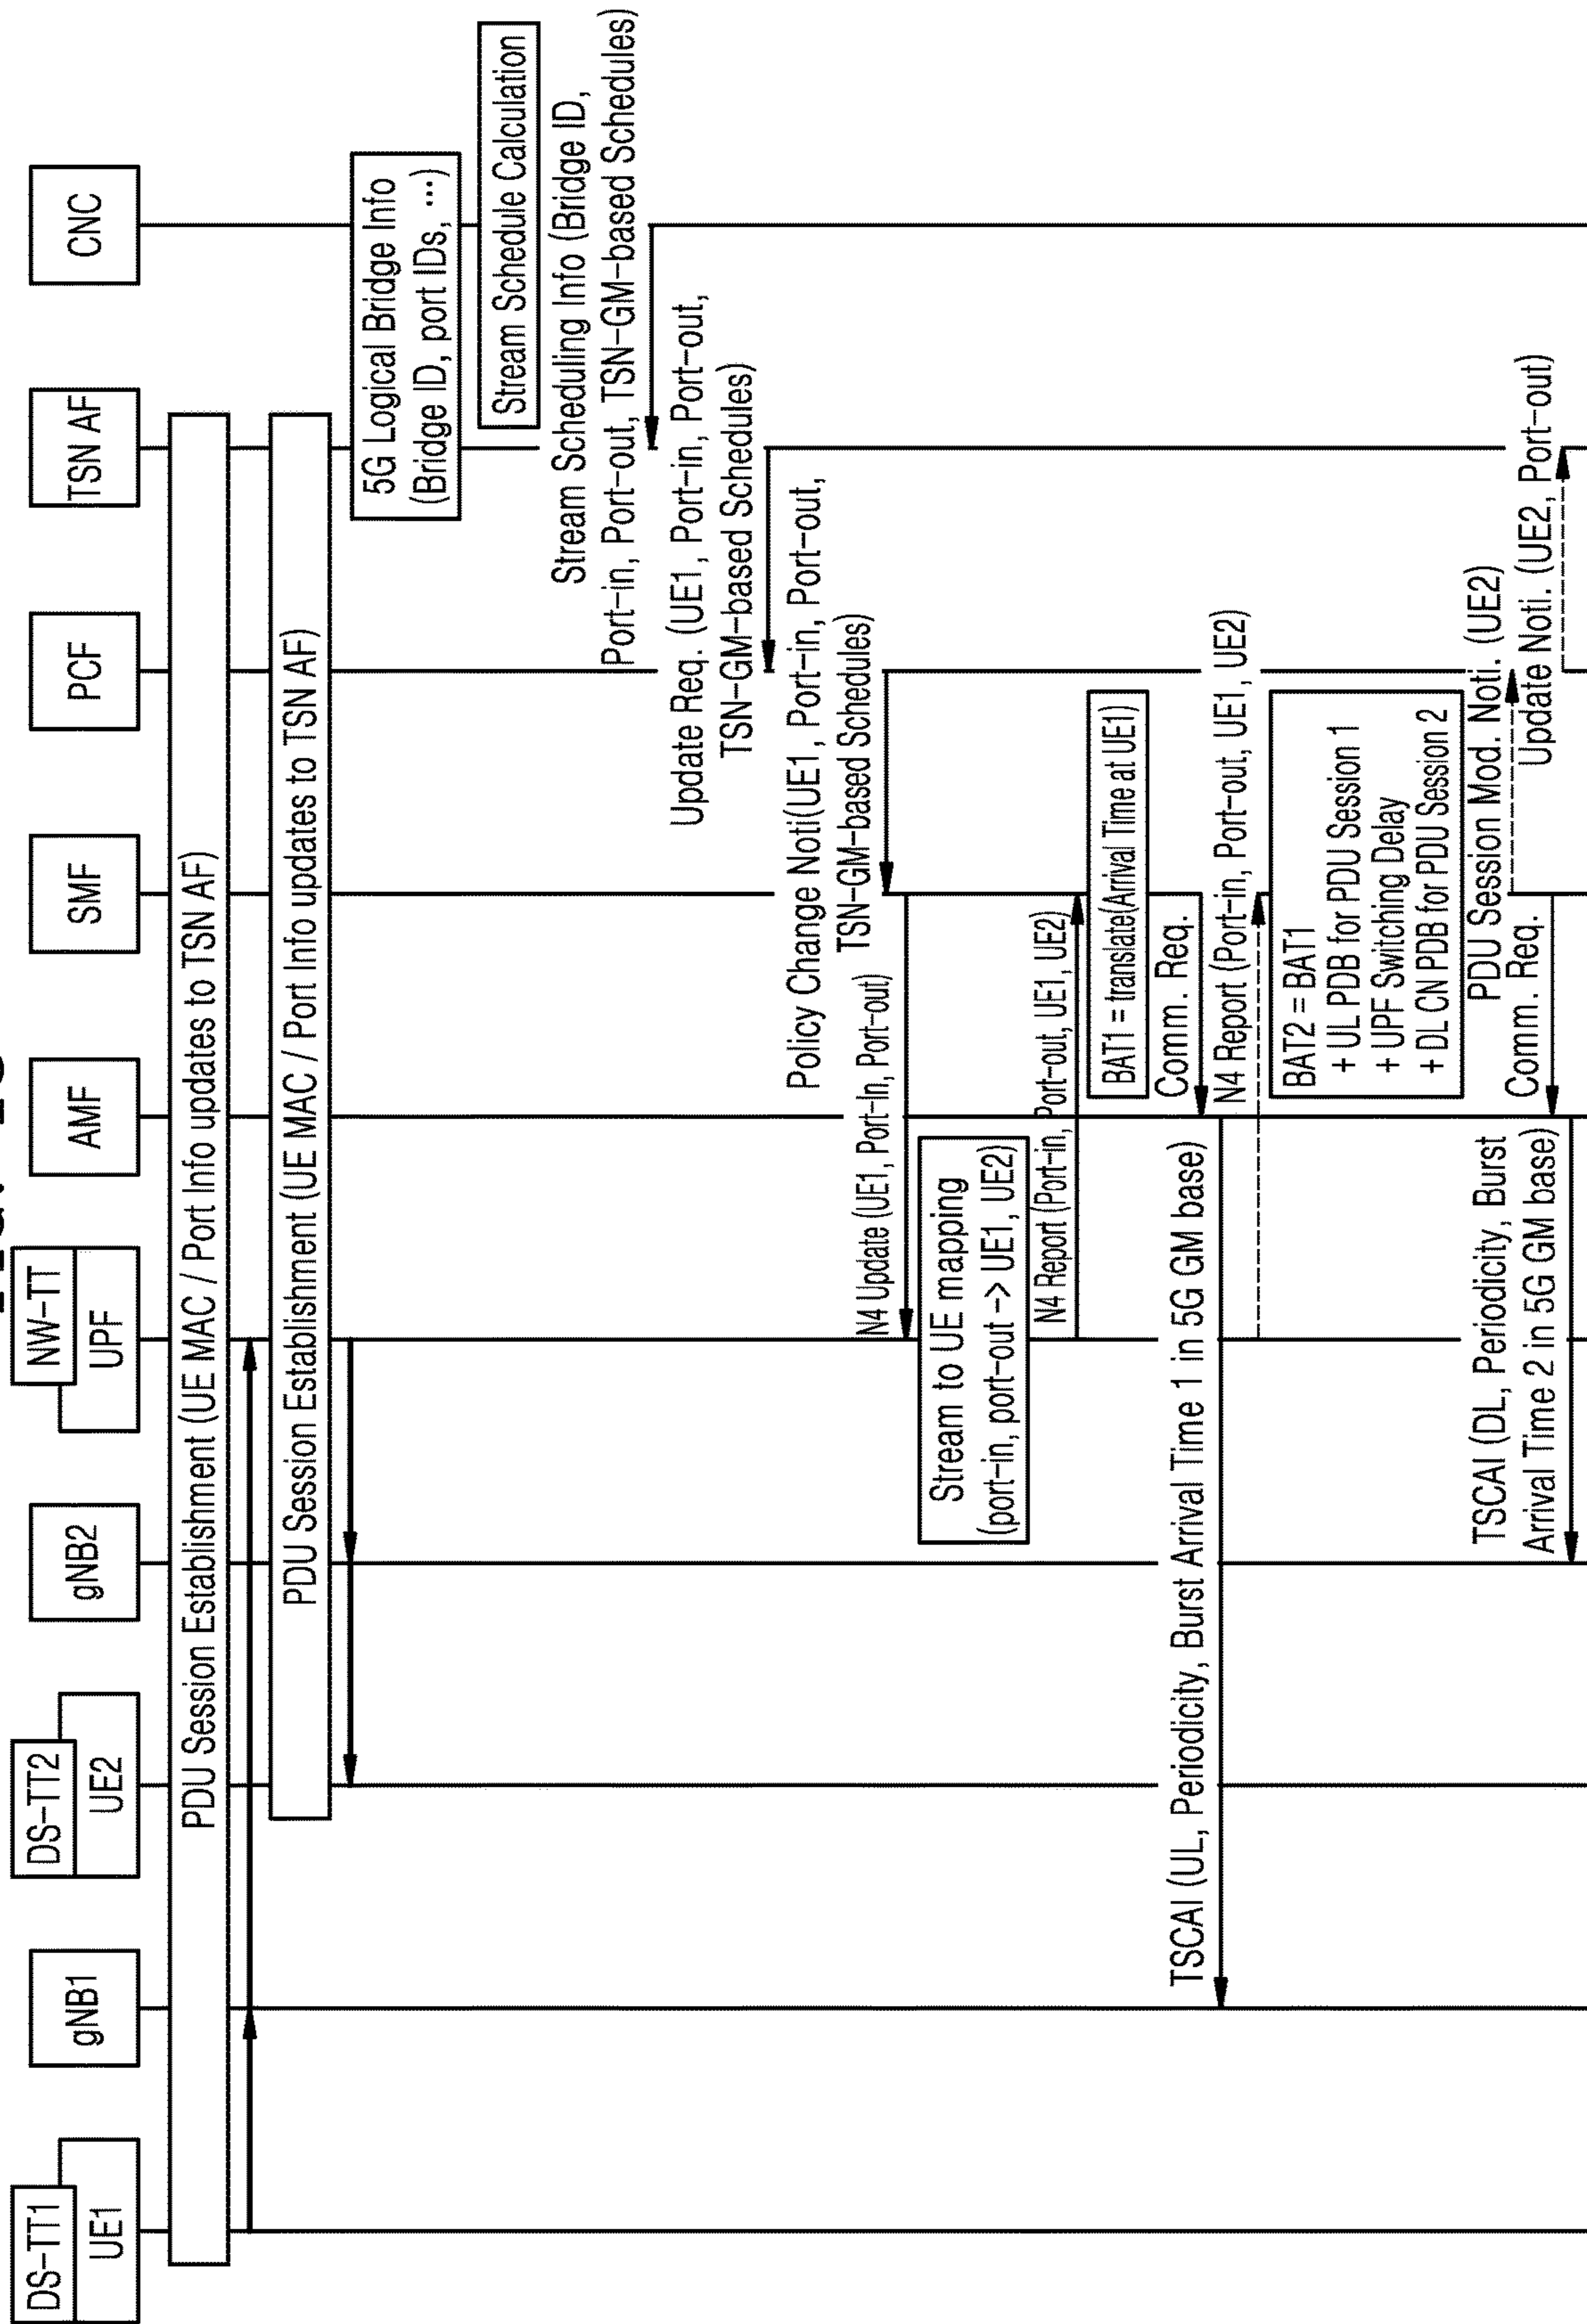 DS-TT1
UE1
gNB1
DS-TT2
UE2
gNB2
NW-TT
UPF
AMF
SMF
PCF
TSN AF
CNC
PDU Session Establishment (UE MAC / Port Info updates to TSN AF)
PDU Session Establishment (UE MAC / Port Info updates to TSN AF)
5G Logical Bridge Info
(Bridge ID, port IDs, ···)
Stream Schedule Calculation
Stream Scheduling Info (Bridge ID,
Port-in, Port-out, TSN-GM-based Schedules)
Update Req. (UE1, Port-in, Port-out,
TSN-GM-based Schedules)
Policy Change Noti(UE1, Port-in, Port-out,
TSN-GM-based Schedules)
N4 Update (UE1, Port-In, Port-out)
Stream to UE mapping
(port-in, port-out -> UE1, UE2)
N4 Report (Port-in, Port-out, UE1, UE2)
BAT1 = translate(Arrival Time at UE1)
Comm. Req.
TSCAI (UL, Periodicity, Burst Arrival Time 1 in 5G GM base)
N4 Report (Port-in, Port-out, UE1, UE2)
BAT2 = BAT1
+ UL PDB for PDU Session 1
+ UPF Switching Delay
+ DL CN PDB for PDU Session 2
PDU Session Mod. Noti. (UE2)
Update Noti. (UE2, Port-out)
Comm. Req.
TSCAI (DL, Periodicity, Burst
Arrival Time 2 in 5G GM base)